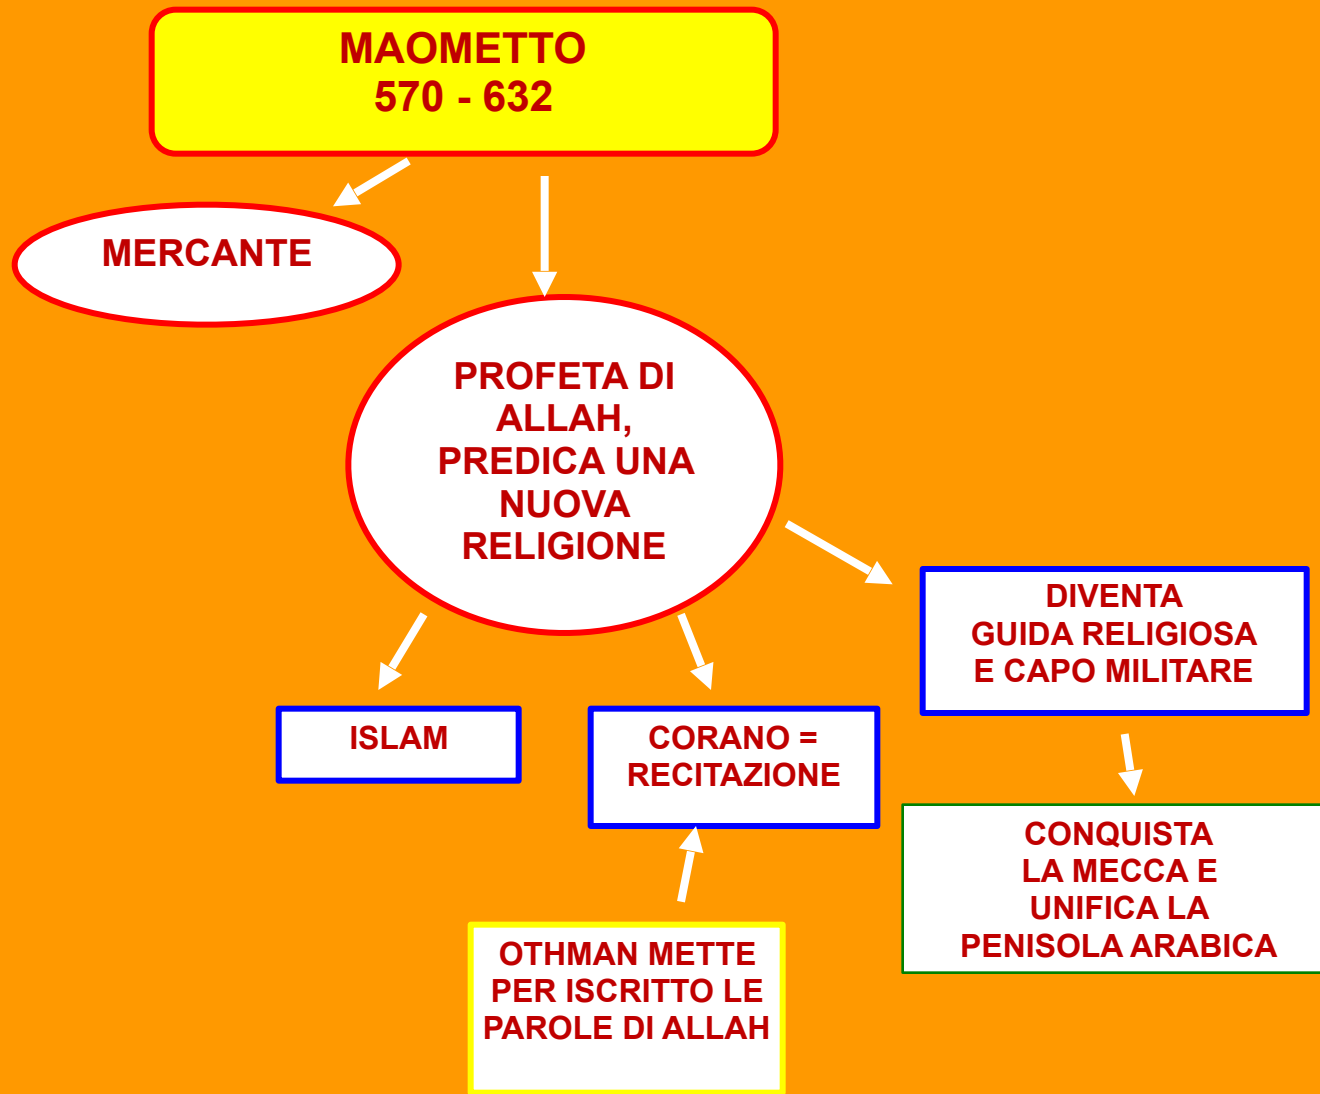 MAOMETTO
570 - 632
MERCANTE
PROFETA DI
ALLAH,
PREDICA UNA
NUOVA
RELIGIONE
DIVENTA
GUIDA RELIGIOSA
E CAPO MILITARE
ISLAM
CORANO =
RECITAZIONE
CONQUISTA
LA MECCA E
UNIFICA LA
PENISOLA ARABICA
OTHMAN METTE
PER ISCRITTO LE
PAROLE DI ALLAH